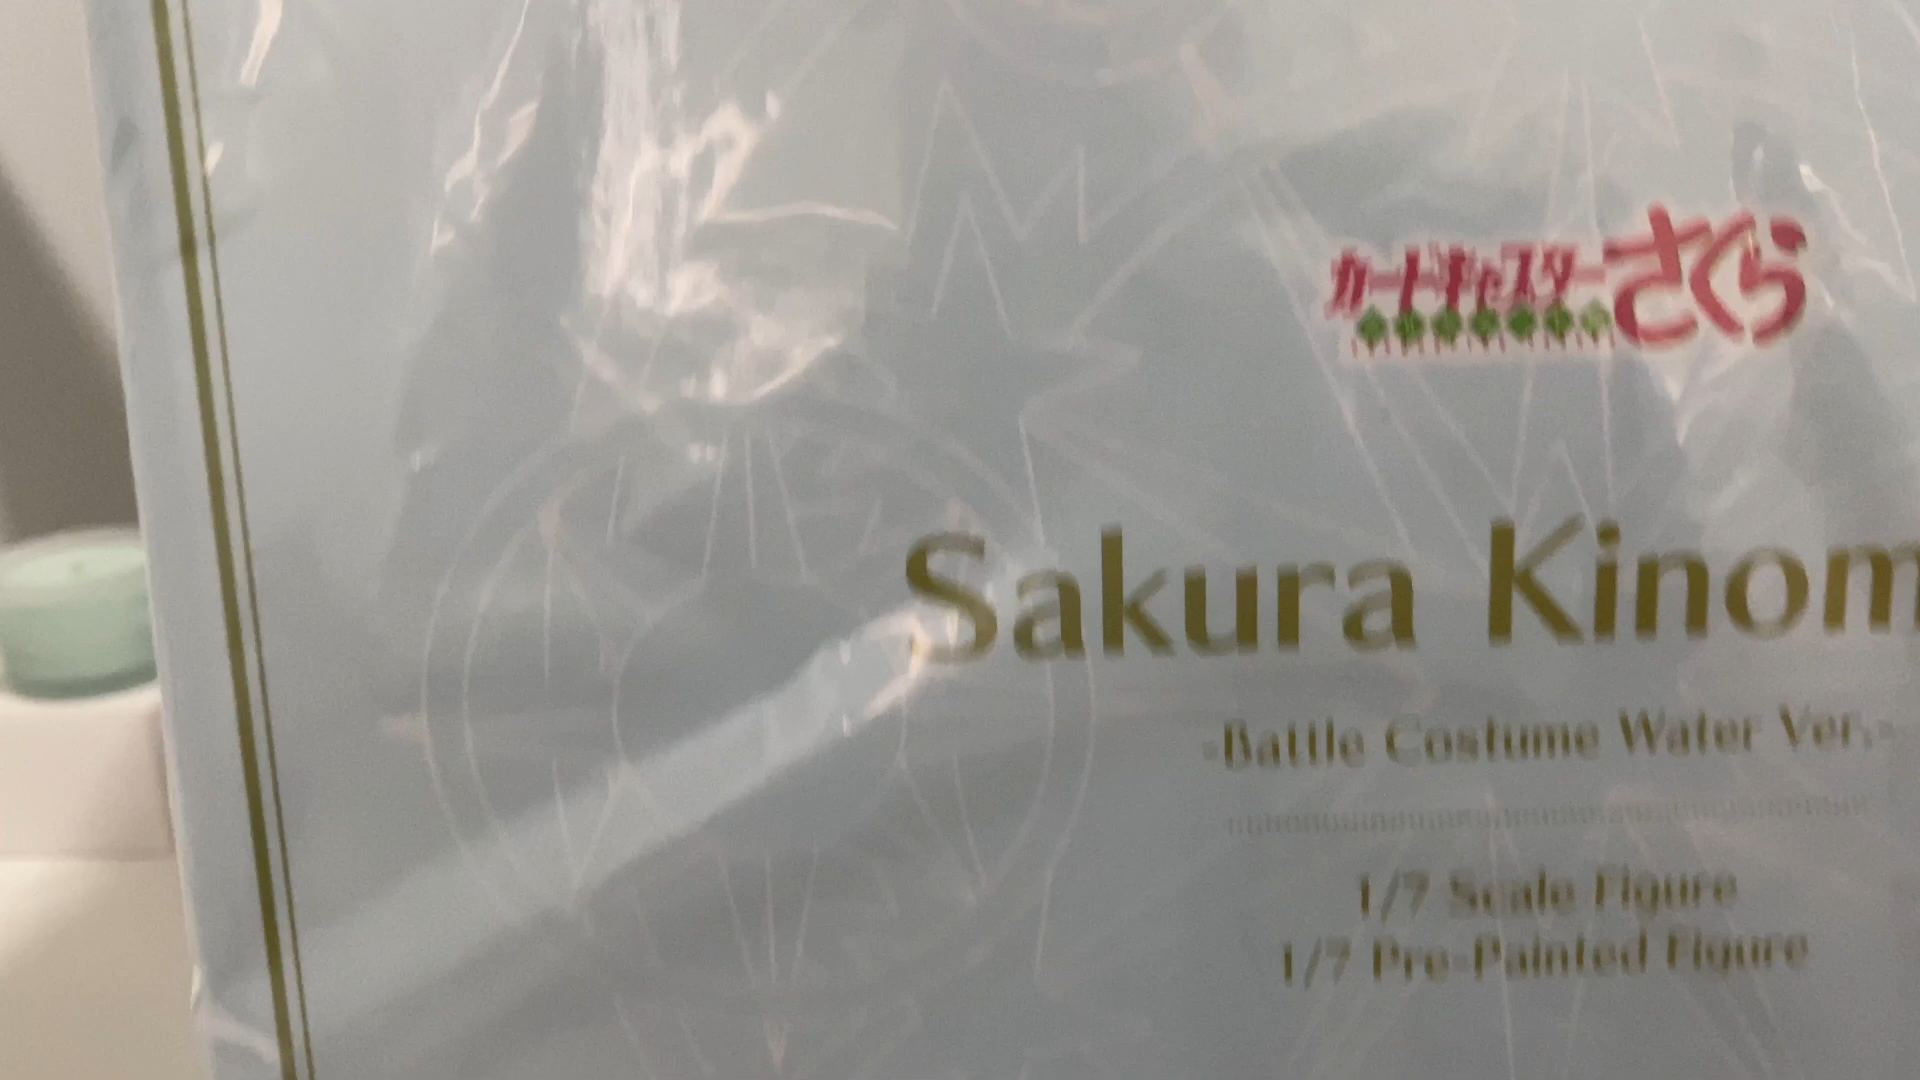 カードキャプターさくら
Sakura Kinom
-Battle Costume Water Ver.-
1/7 Scale Figure
1/7 Pre-Painted Figure